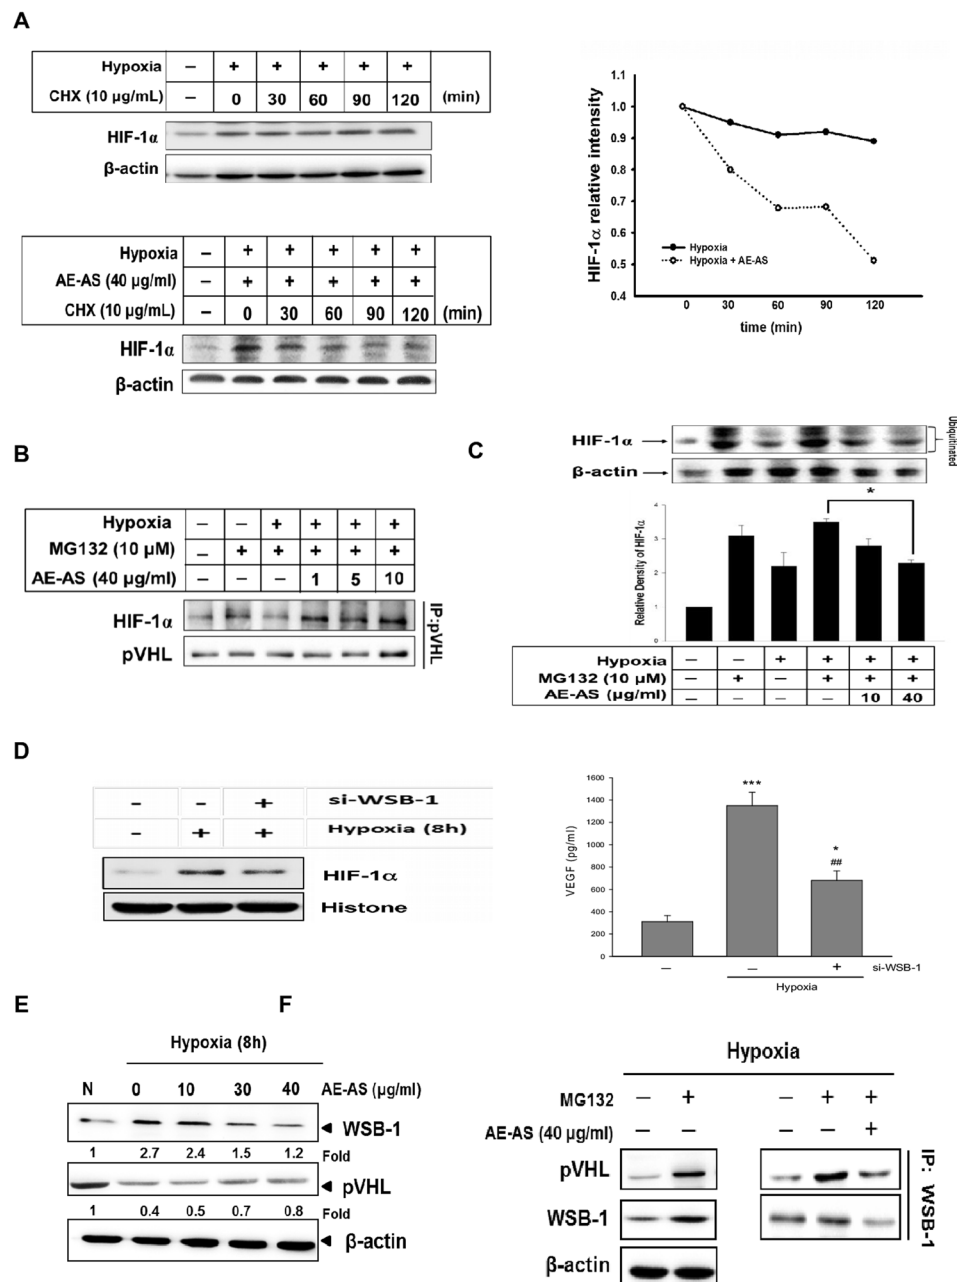 A
Hypoxia – + + + + +
CHX (10 µg/mL) – 0 30 60 90 120 (min)
HIF-1α
β-actin
Hypoxia – + + + + +
AE-AS (40 µg/ml) – + + + + +
CHX (10 µg/mL) – 0 30 60 90 120 (min)
HIF-1α
β-actin
HIF-1α relative intensity
1.1
1.0
0.9
0.8
0.7
0.6
0.5
0.4
Hypoxia
Hypoxia + AE-AS
0 30 60 90 120
time (min)
B
Hypoxia – – + + + +
MG132 (10 µM) – + + + + +
AE-AS (40 µg/ml) – – – 1 5 10
HIF-1α
pVHL
IP:pVHL
C
HIF-1α
β-actin
Ubiquinated
*
Relative Density of HIF-1α
4
3
2
1
0
Hypoxia – – + + + +
MG132 (10 µM) – + – + + +
AE-AS (µg/ml) – – – – 10 40
D
– – + si-WSB-1
– + + Hypoxia (8h)
HIF-1α
Histone
VEGF (pg/ml)
1600
1400
1200
1000
800
600
400
200
0
***
*
##
– – + si-WSB-1
Hypoxia
E
Hypoxia (8h)
N 0 10 30 40 AE-AS (µg/ml)
WSB-1
1 2.7 2.4 1.5 1.2 Fold
pVHL
1 0.4 0.5 0.7 0.8 Fold
β-actin
F
Hypoxia
MG132 – + – + +
AE-AS (40 µg/ml) – – – – +
pVHL
WSB-1
β-actin
IP: WSB-1